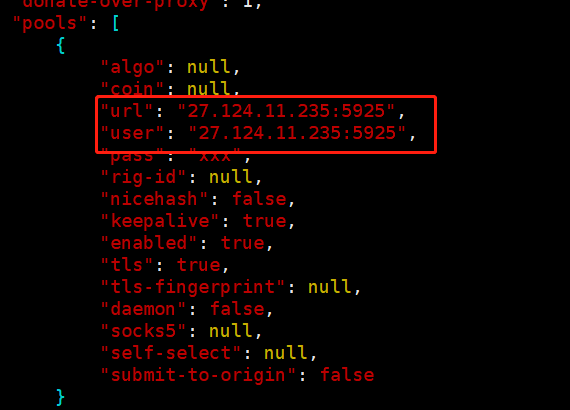 "donate-over-proxy": 1,
"pools": [
{
"algo": null,
"coin": null,
"url": "27.124.11.235:5925",
"user": "27.124.11.235:5925",
"pass": "xxx",
"rig-id": null,
"nicehash": false,
"keepalive": true,
"enabled": true,
"tls": true,
"tls-fingerprint": null,
"daemon": false,
"socks5": null,
"self-select": null,
"submit-to-origin": false
}